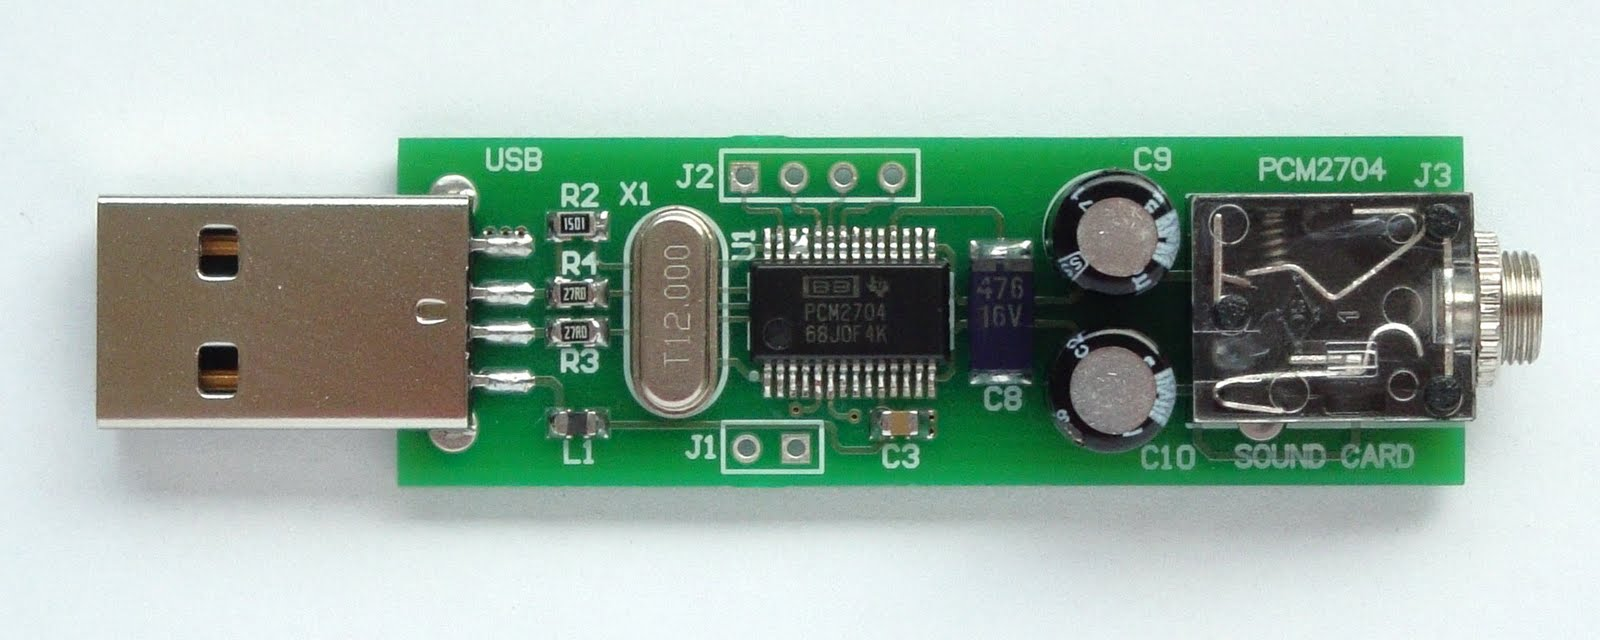 USB
R2
1501
R4
27R0
27R0
R3
L1
X1
T12.000
J2
U1
BB
PCM2704
68J0F4K
J1
C3
476
16V
C8
C9
C10
PCM2704
J3
SOUND CARD